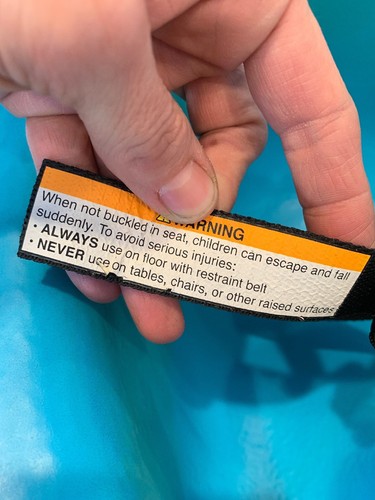 WARNING
When not buckled in seat, children can escape and fall
suddenly. To avoid serious injuries:
• ALWAYS use on floor with restraint belt
• NEVER use on tables, chairs, or other raised surfaces